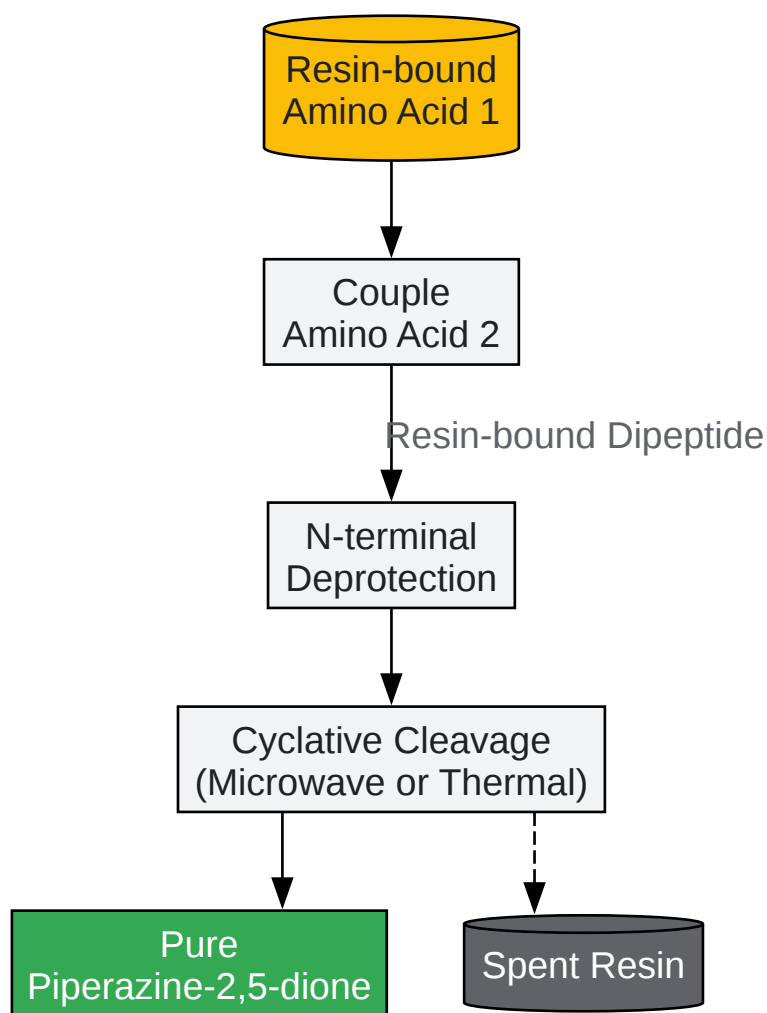 Resin-bound
Amino Acid 1
Couple
Amino Acid 2
Resin-bound Dipeptide
N-terminal
Deprotection
Cyclative Cleavage
(Microwave or Thermal)
Pure
Piperazine-2,5-dione
Spent Resin